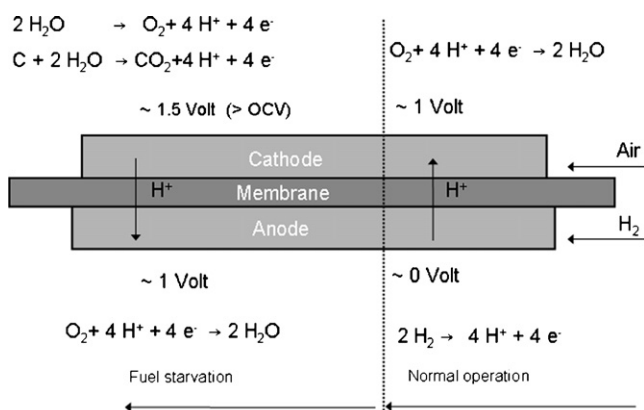 2 H₂O → O₂+ 4 H⁺ + 4 e⁻
C + 2 H₂O → CO₂+4 H⁺ + 4 e⁻
O₂+ 4 H⁺ + 4 e⁻ → 2 H₂O
~ 1.5 Volt (> OCV)
~ 1 Volt
Cathode
Air
H⁺
Membrane
H⁺
Anode
H₂
~ 1 Volt
~ 0 Volt
O₂+ 4 H⁺ + 4 e⁻ → 2 H₂O
2 H₂ → 4 H⁺ + 4 e⁻
Fuel starvation
Normal operation